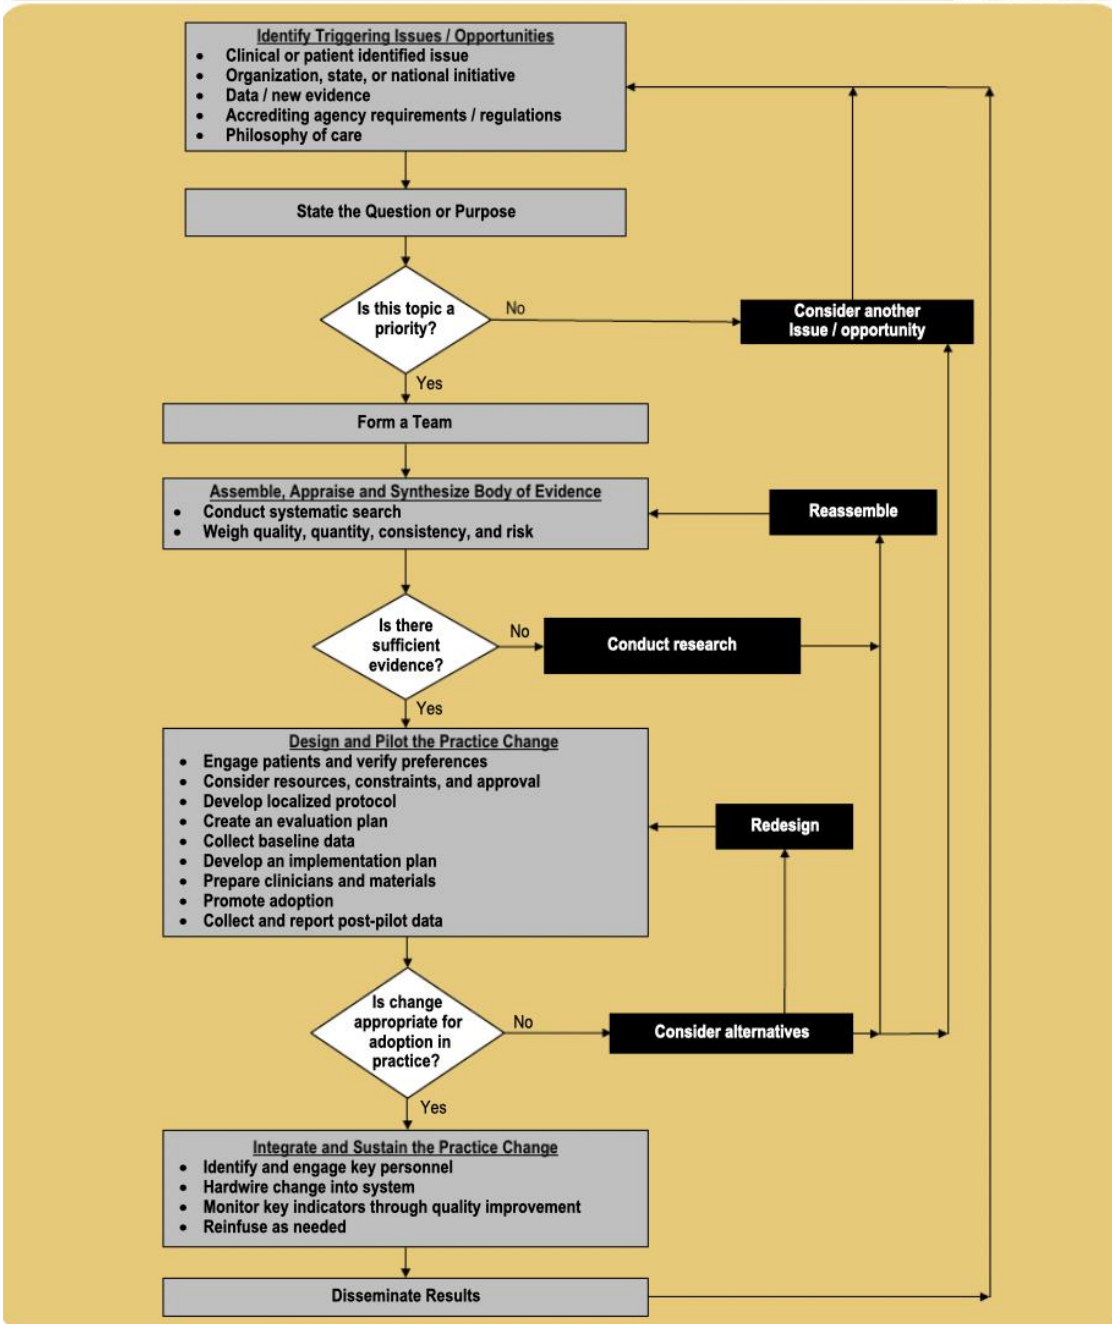 Identify Triggering Issues / Opportunities
• Clinical or patient identified issue
• Organization, state, or national initiative
• Data / new evidence
• Accrediting agency requirements / regulations
• Philosophy of care
State the Question or Purpose
Is this topic a
priority?
No
Consider another
Issue / opportunity
Yes
Form a Team
Assemble, Appraise and Synthesize Body of Evidence
• Conduct systematic search
• Weigh quality, quantity, consistency, and risk
Reassemble
Is there
sufficient
evidence?
No
Conduct research
Yes
Design and Pilot the Practice Change
• Engage patients and verify preferences
• Consider resources, constraints, and approval
• Develop localized protocol
• Create an evaluation plan
• Collect baseline data
• Develop an implementation plan
• Prepare clinicians and materials
• Promote adoption
• Collect and report post-pilot data
Redesign
Is change
appropriate for
adoption in
practice?
No
Consider alternatives
Yes
Integrate and Sustain the Practice Change
• Identify and engage key personnel
• Hardwire change into system
• Monitor key indicators through quality improvement
• Reinfuse as needed
Disseminate Results